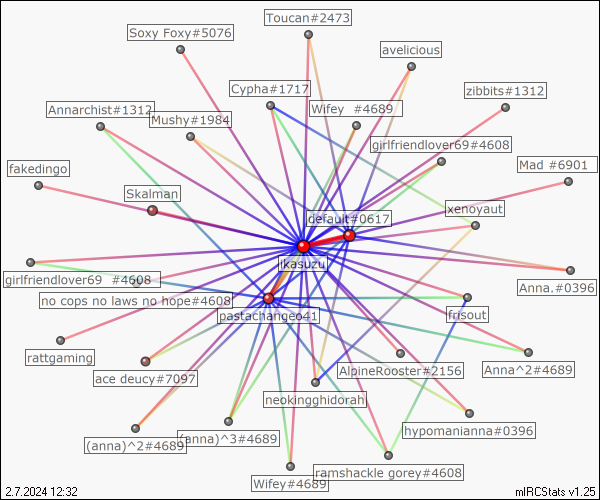 Toucan#2473
Soxy Foxy#5076
avelicious
Cypha#1717
zibbits#1312
Annarchist#1312
Wifey  #4689
Mushy#1984
girlfriendlover69#4608
fakedingo
Mad #6901
Skalman
xenoyaut
default#0617
ikasuzu
girlfriendlover69  #4608
Anna.#0396
no cops no laws no hope#4608
pastachangeo41
frisout
rattgaming
AlpineRooster#2156
Anna^2#4689
ace deucy#7097
neokingghidorah
hypomanianna#0396
(anna)^2#4689
(anna)^3#4689
ramshackle gorey#4608
Wifey#4689
2.7.2024 12:32
mIRCStats v1.25